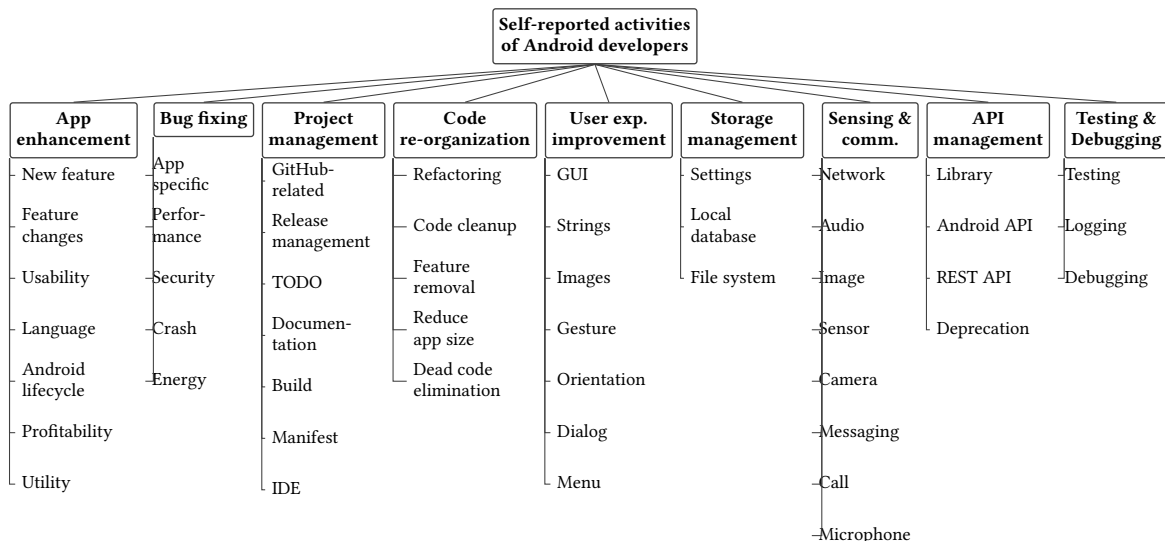 Self-reported activities
of Android developers
App
enhancement
New feature
Feature
changes
Usability
Language
Android
lifecycle
Profitability
Utility
Bug fixing
App
specific
Perfor-
mance
Security
Crash
Energy
Project
management
GitHub-
related
Release
management
TODO
Documen-
tation
Build
Manifest
IDE
Code
re-organization
Refactoring
Code cleanup
Feature
removal
Reduce
app size
Dead code
elimination
User exp.
improvement
GUI
Strings
Images
Gesture
Orientation
Dialog
Menu
Storage
management
Settings
Local
database
File system
Sensing &
comm.
Network
Audio
Image
Sensor
Camera
Messaging
Call
Microphone
API
management
Library
Android API
REST API
Deprecation
Testing &
Debugging
Testing
Logging
Debugging